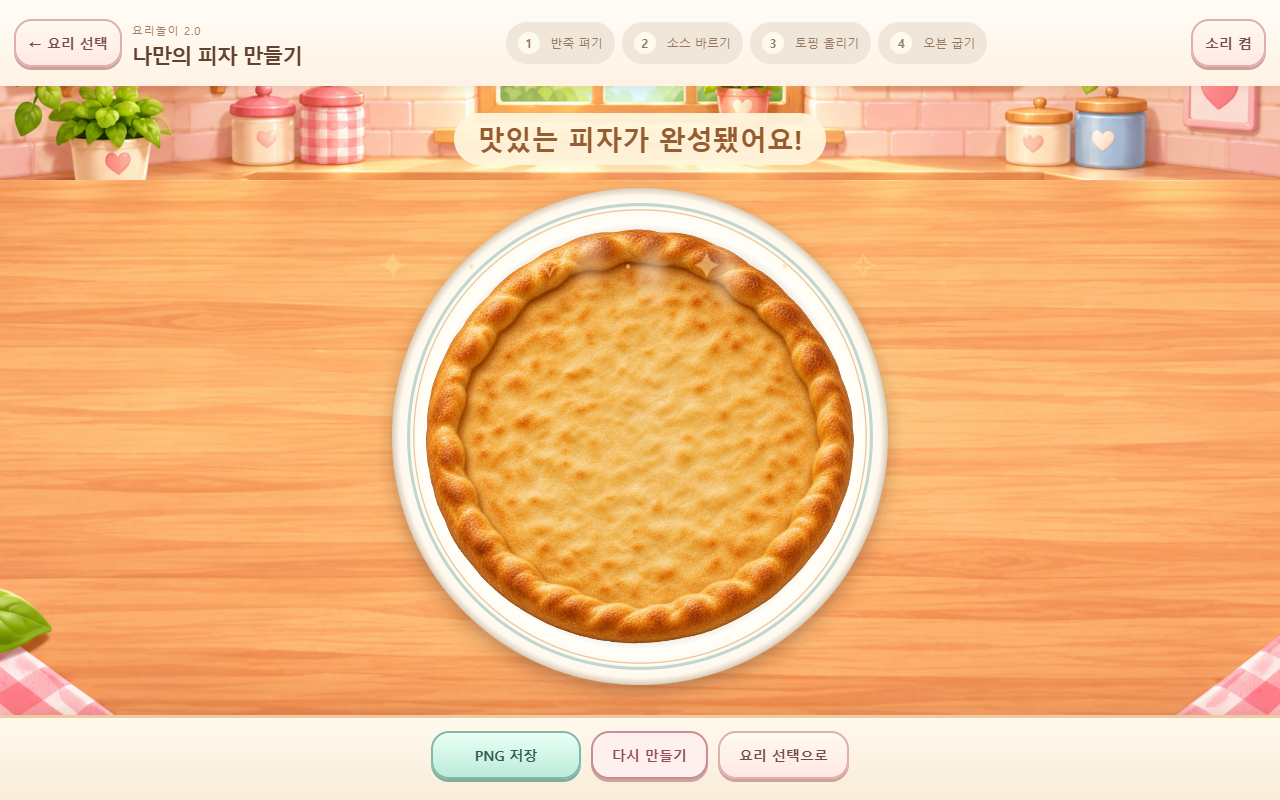 ← 요리 선택
요리놀이 2.0
나만의 피자 만들기
1 반죽 펴기
2 소스 바르기
3 토핑 올리기
4 오븐 굽기
소리 켬
맛있는 피자가 완성됐어요!
PNG 저장
다시 만들기
요리 선택으로